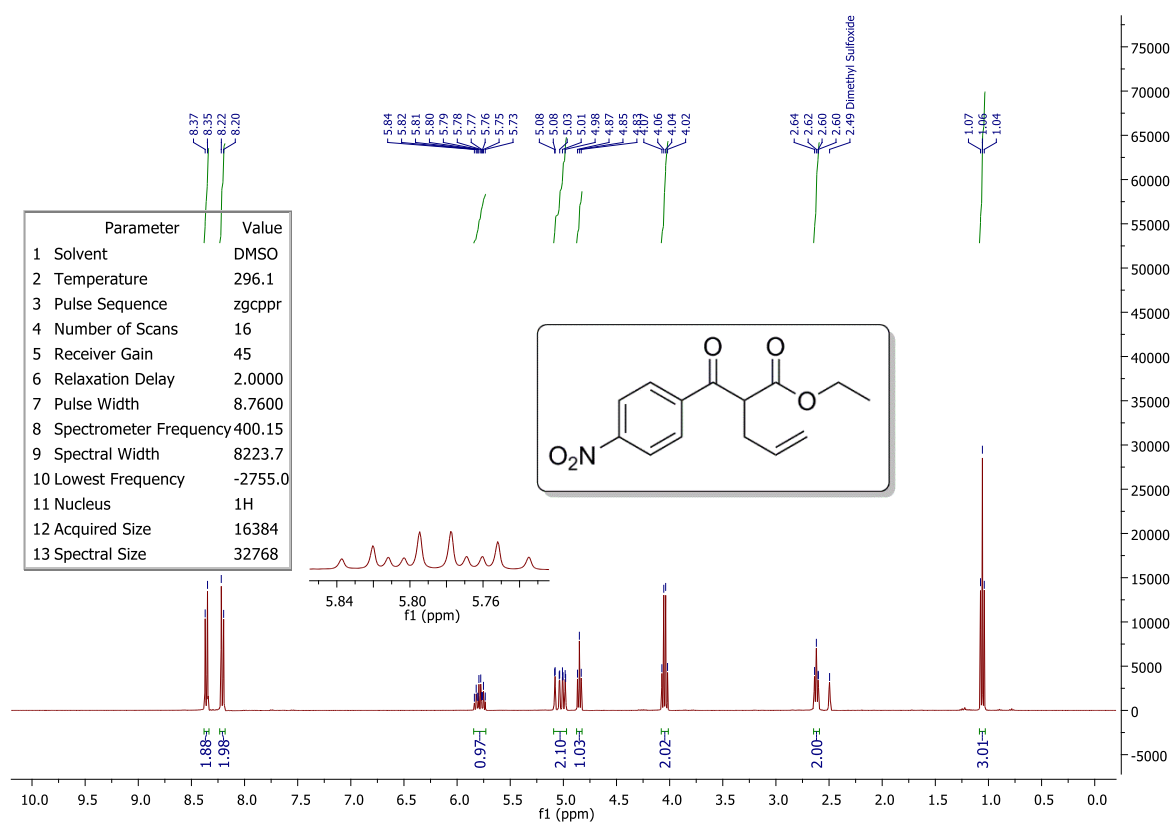 8.37
8.35
8.22
8.20
5.84
5.82
5.81
5.80
5.79
5.78
5.77
5.76
5.75
5.73
5.08
5.08
5.03
5.01
4.98
4.87
4.85
4.83
4.07
4.06
4.04
4.02
2.64
2.62
2.60
2.60
2.49 Dimethyl Sulfoxide
1.07
1.06
1.04
Parameter Value
1 Solvent DMSO
2 Temperature 296.1
3 Pulse Sequence zgcppr
4 Number of Scans 16
5 Receiver Gain 45
6 Relaxation Delay 2.0000
7 Pulse Width 8.7600
8 Spectrometer Frequency 400.15
9 Spectral Width 8223.7
10 Lowest Frequency -2755.0
11 Nucleus 1H
12 Acquired Size 16384
13 Spectral Size 32768
O O
O
O₂N
5.84 5.80 5.76
f1 (ppm)
75000
70000
65000
60000
55000
50000
45000
40000
35000
30000
25000
20000
15000
10000
5000
0
-5000
1.88
1.98
0.97
2.10
1.03
2.02
2.00
3.01
10.0 9.5 9.0 8.5 8.0 7.5 7.0 6.5 6.0 5.5 5.0 4.5 4.0 3.5 3.0 2.5 2.0 1.5 1.0 0.5 0.0
f1 (ppm)